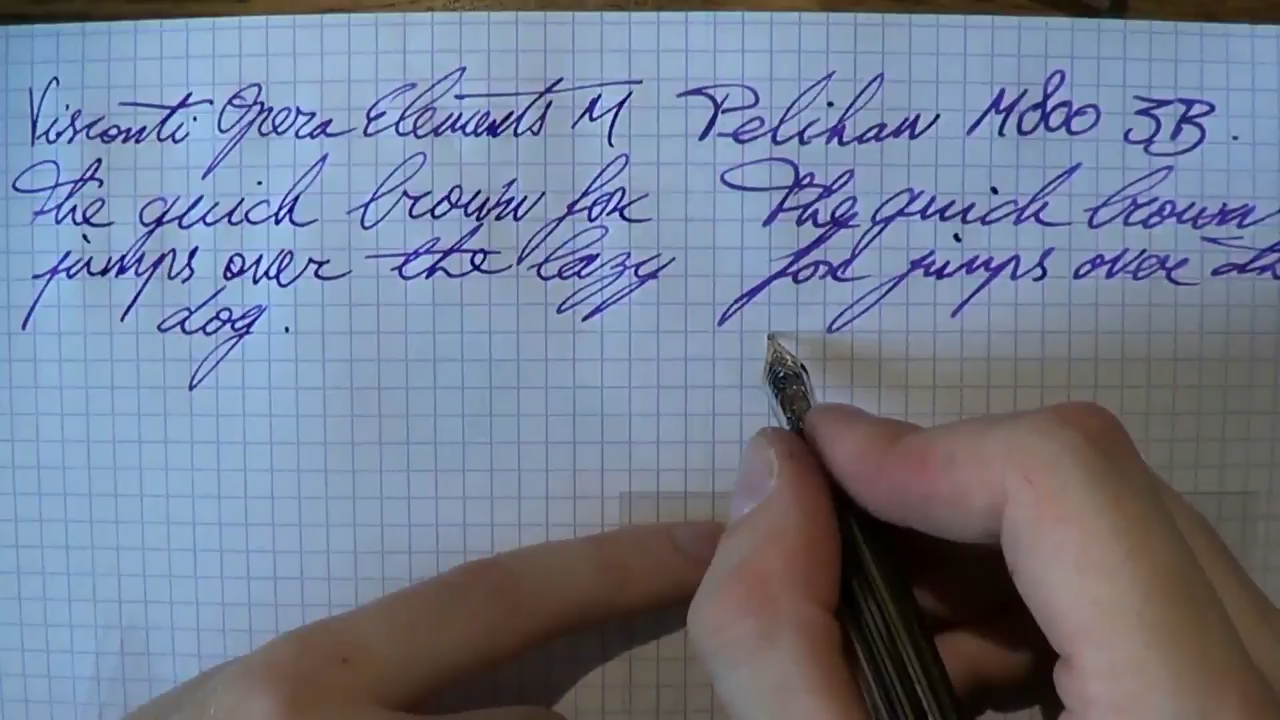 Visconti Opera Elements M
The quick brown fox
jumps over the lazy
dog.
Pelikan M800 3B.
The quick brown
fox jumps over th